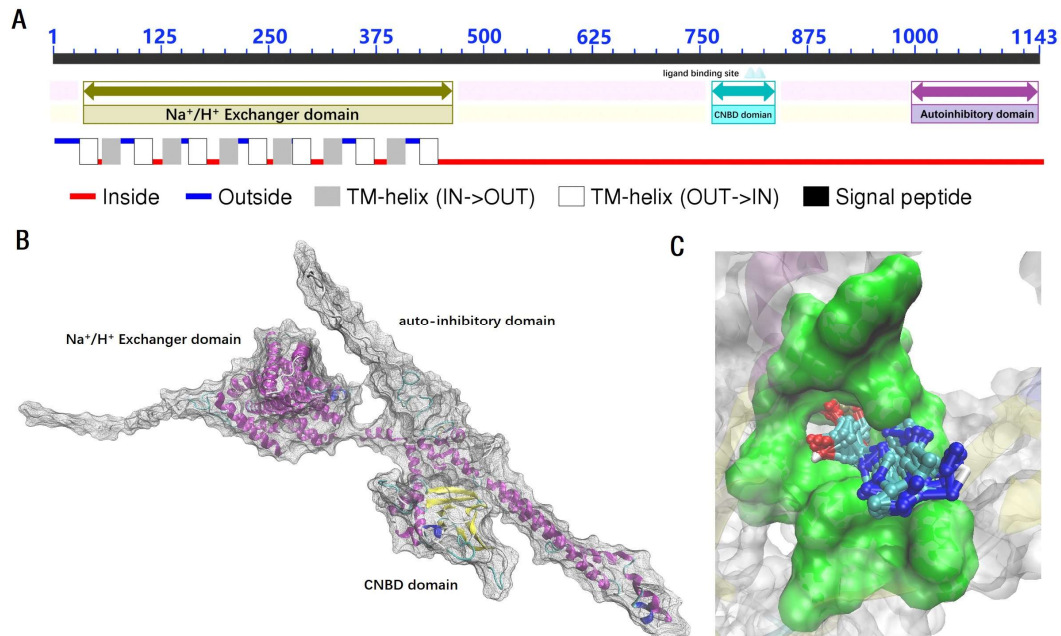 A
1 125 250 375 500 625 750 875 1000 1143
ligand binding site
Na⁺/H⁺ Exchanger domain
CNBD domian
Autoinhibitory domain
Inside Outside TM-helix (IN->OUT) TM-helix (OUT->IN) Signal peptide
B
C
auto-inhibitory domain
Na⁺/H⁺ Exchanger domain
CNBD domain